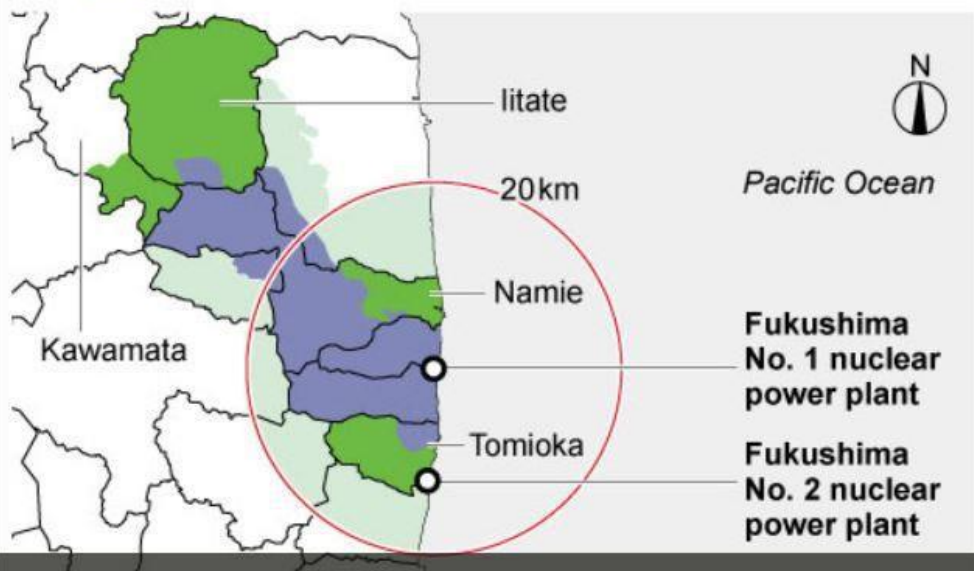 N
Iitate
Pacific Ocean
20km
Namie
Fukushima
No. 1 nuclear
power plant
Kawamata
Tomioka
Fukushima
No. 2 nuclear
power plant